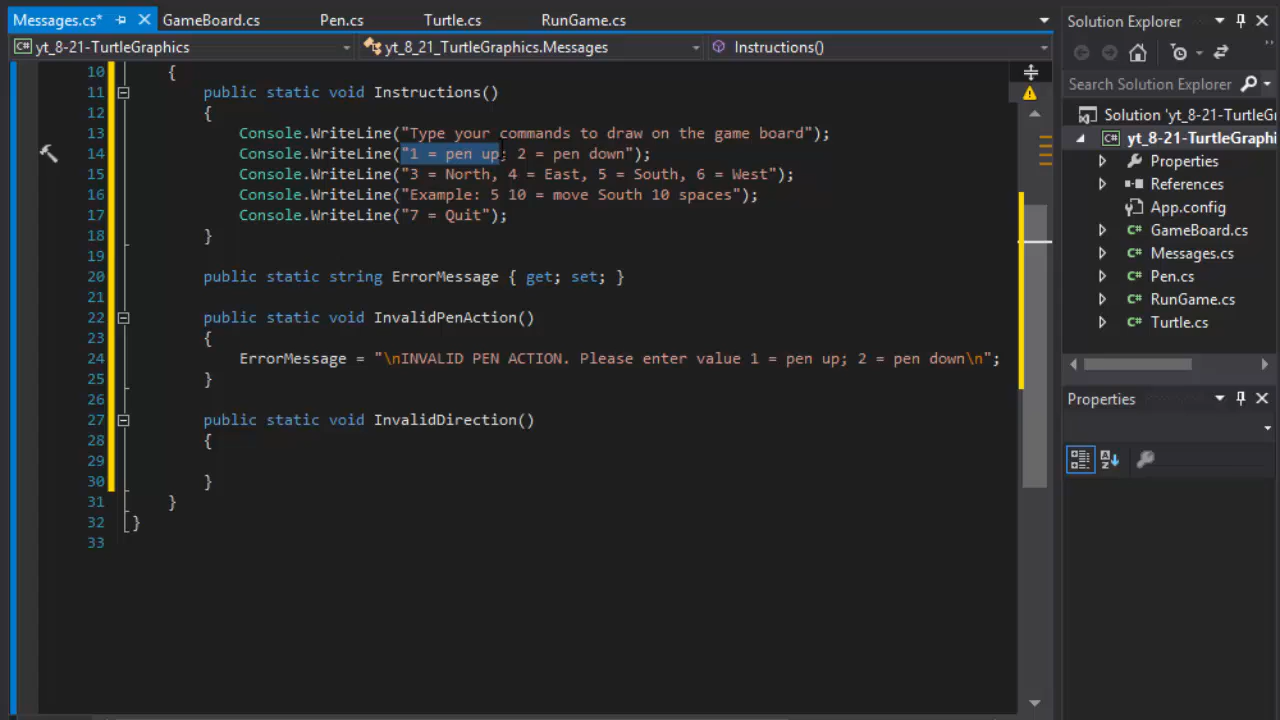 Messages.cs* GameBoard.cs Pen.cs Turtle.cs RunGame.cs
yt_8-21-TurtleGraphics yt_8_21_TurtleGraphics.Messages Instructions()
10 {
11 public static void Instructions()
12 {
13 Console.WriteLine("Type your commands to draw on the game board");
14 Console.WriteLine("1 = pen up; 2 = pen down");
15 Console.WriteLine("3 = North, 4 = East, 5 = South, 6 = West");
16 Console.WriteLine("Example: 5 10 = move South 10 spaces");
17 Console.WriteLine("7 = Quit");
18 }
19
20 public static string ErrorMessage { get; set; }
21
22 public static void InvalidPenAction()
23 {
24 ErrorMessage = "\nINVALID PEN ACTION. Please enter value 1 = pen up; 2 = pen down\n";
25 }
26
27 public static void InvalidDirection()
28 {
29
30 }
31 }
32 }
33
Solution Explorer
Search Solution Explorer
Solution 'yt_8-21-TurtleG
C# yt_8-21-TurtleGraphi
Properties
References
App.config
C# GameBoard.cs
C# Messages.cs
C# Pen.cs
C# RunGame.cs
C# Turtle.cs
Properties